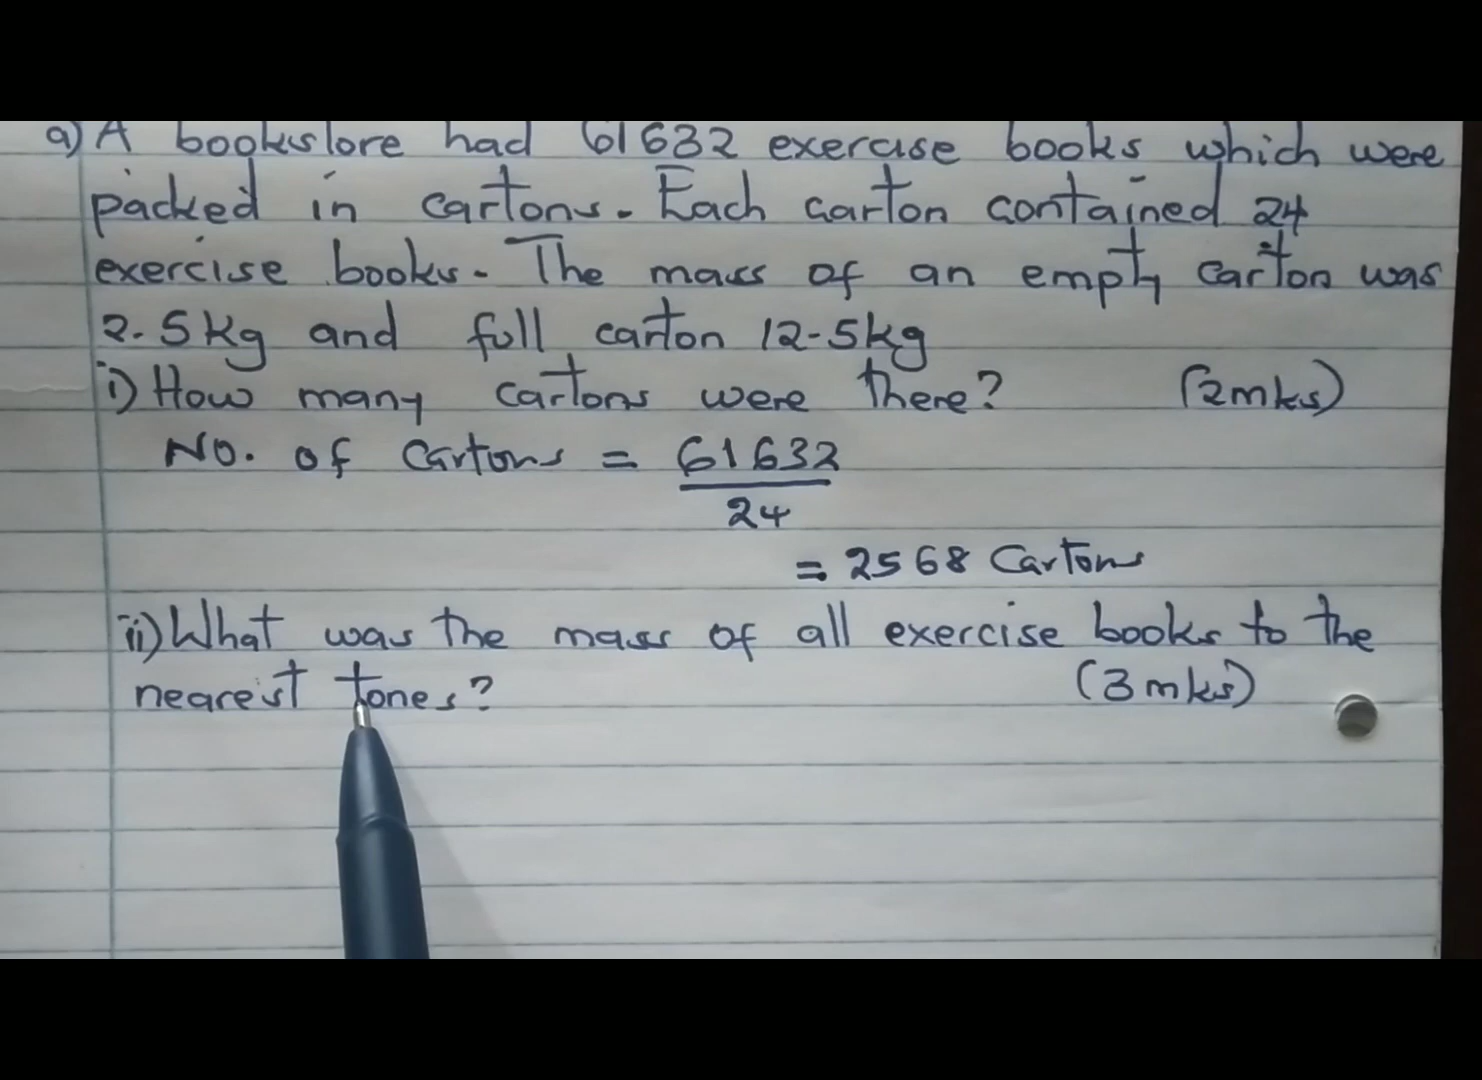 a) A bookstore had 61632 exercise books which were
packed in cartons. Each carton contained 24
exercise books. The mass of an empty carton was
2.5kg and full carton 12.5kg
i) How many cartons were there? (2mks)
No. of Cartons = 61632
24
= 2568 Cartons
ii) What was the mass of all exercise books to the
nearest tones? (3mks)